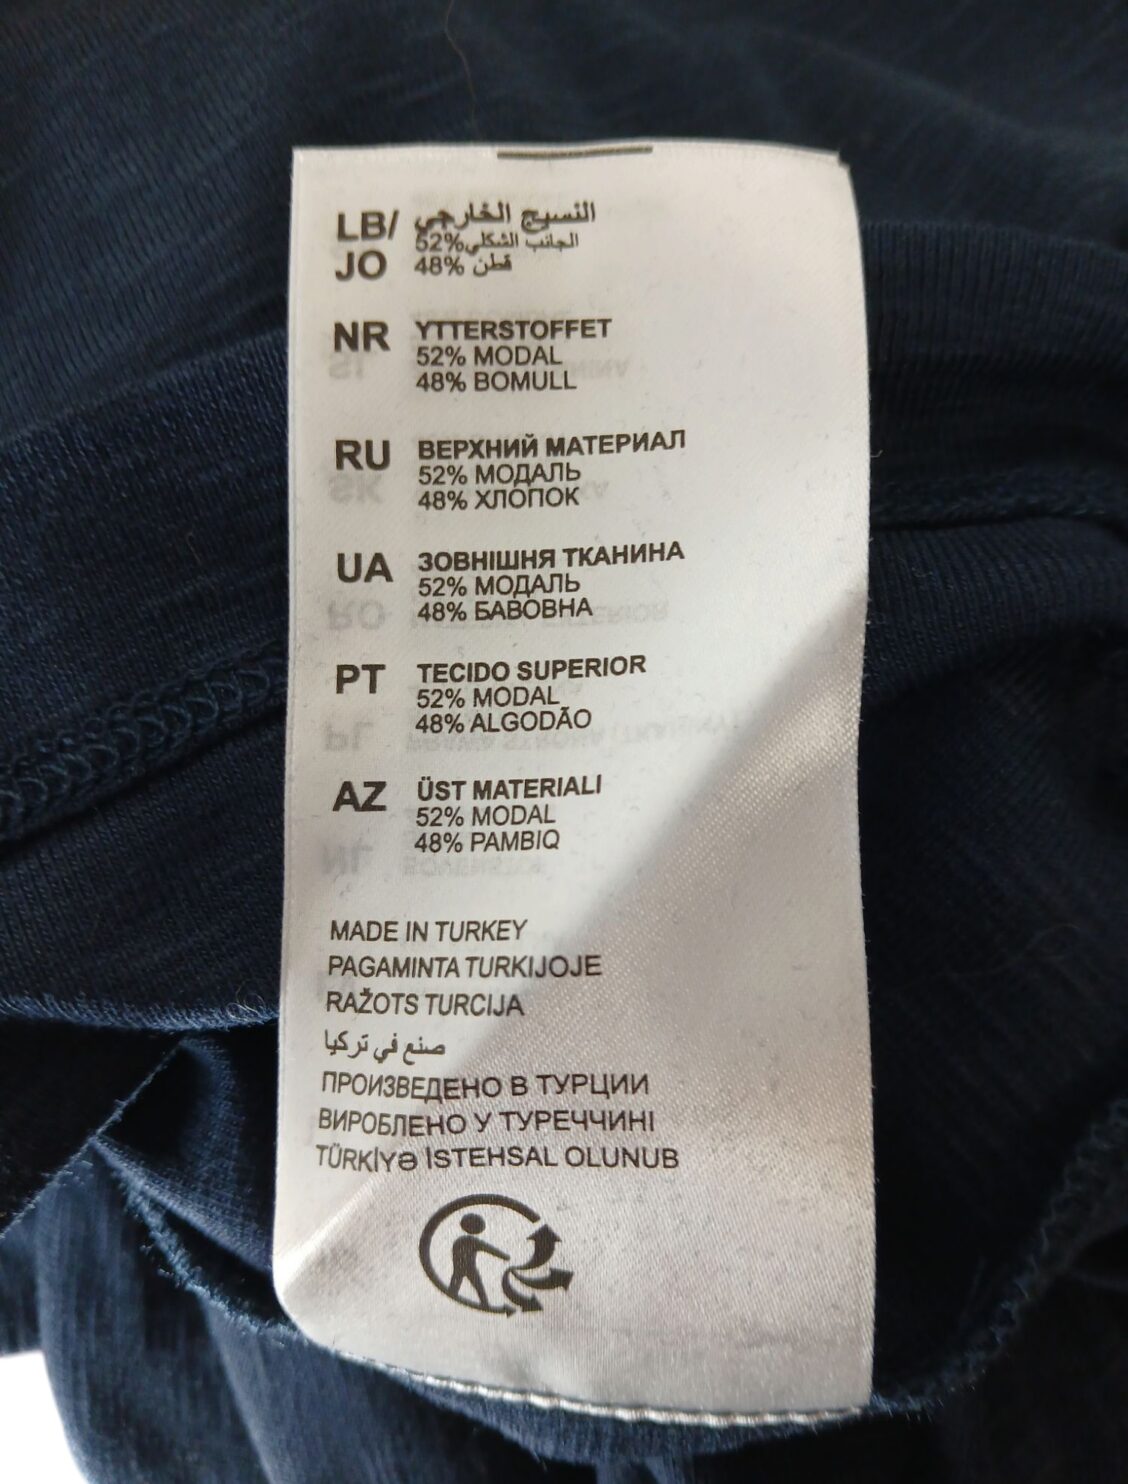 LB/ النسيج الخارجي
52% الجانب الشكلي
JO 48% قطن
NR YTTERSTOFFET
52% MODAL
48% BOMULL
RU ВЕРХНИЙ МАТЕРИАЛ
52% МОДАЛЬ
48% ХЛОПОК
UA ЗОВНІШНЯ ТКАНИНА
52% МОДАЛЬ
48% БАВОВНА
PT TECIDO SUPERIOR
52% MODAL
48% ALGODÃO
AZ ÜST MATERIALI
52% MODAL
48% PAMBIQ
MADE IN TURKEY
PAGAMINTA TURKIJOJE
RAŽOTS TURCIJA
صنع في تركيا
ПРОИЗВЕДЕНО В ТУРЦИИ
ВИРОБЛЕНО У ТУРЕЧЧИНІ
TÜRKİYƏ İSTEHSAL OLUNUB